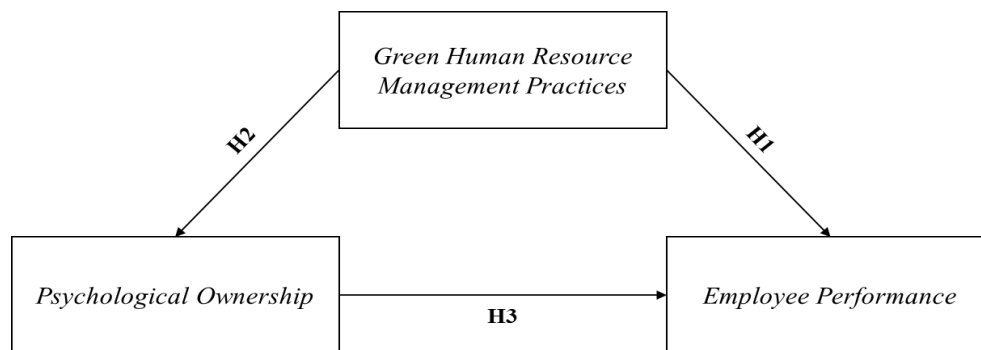 Green Human Resource
Management Practices
H2
H1
Psychological Ownership
H3
Employee Performance